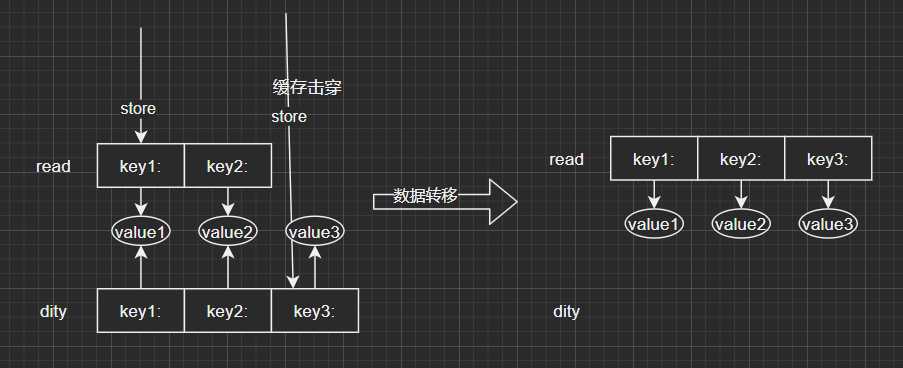 缓存击穿
store
store
read
key1:
key2:
value1
value2
value3
dity
key1:
key2:
key3:
数据转移
read
key1:
key2:
key3:
value1
value2
value3
dity